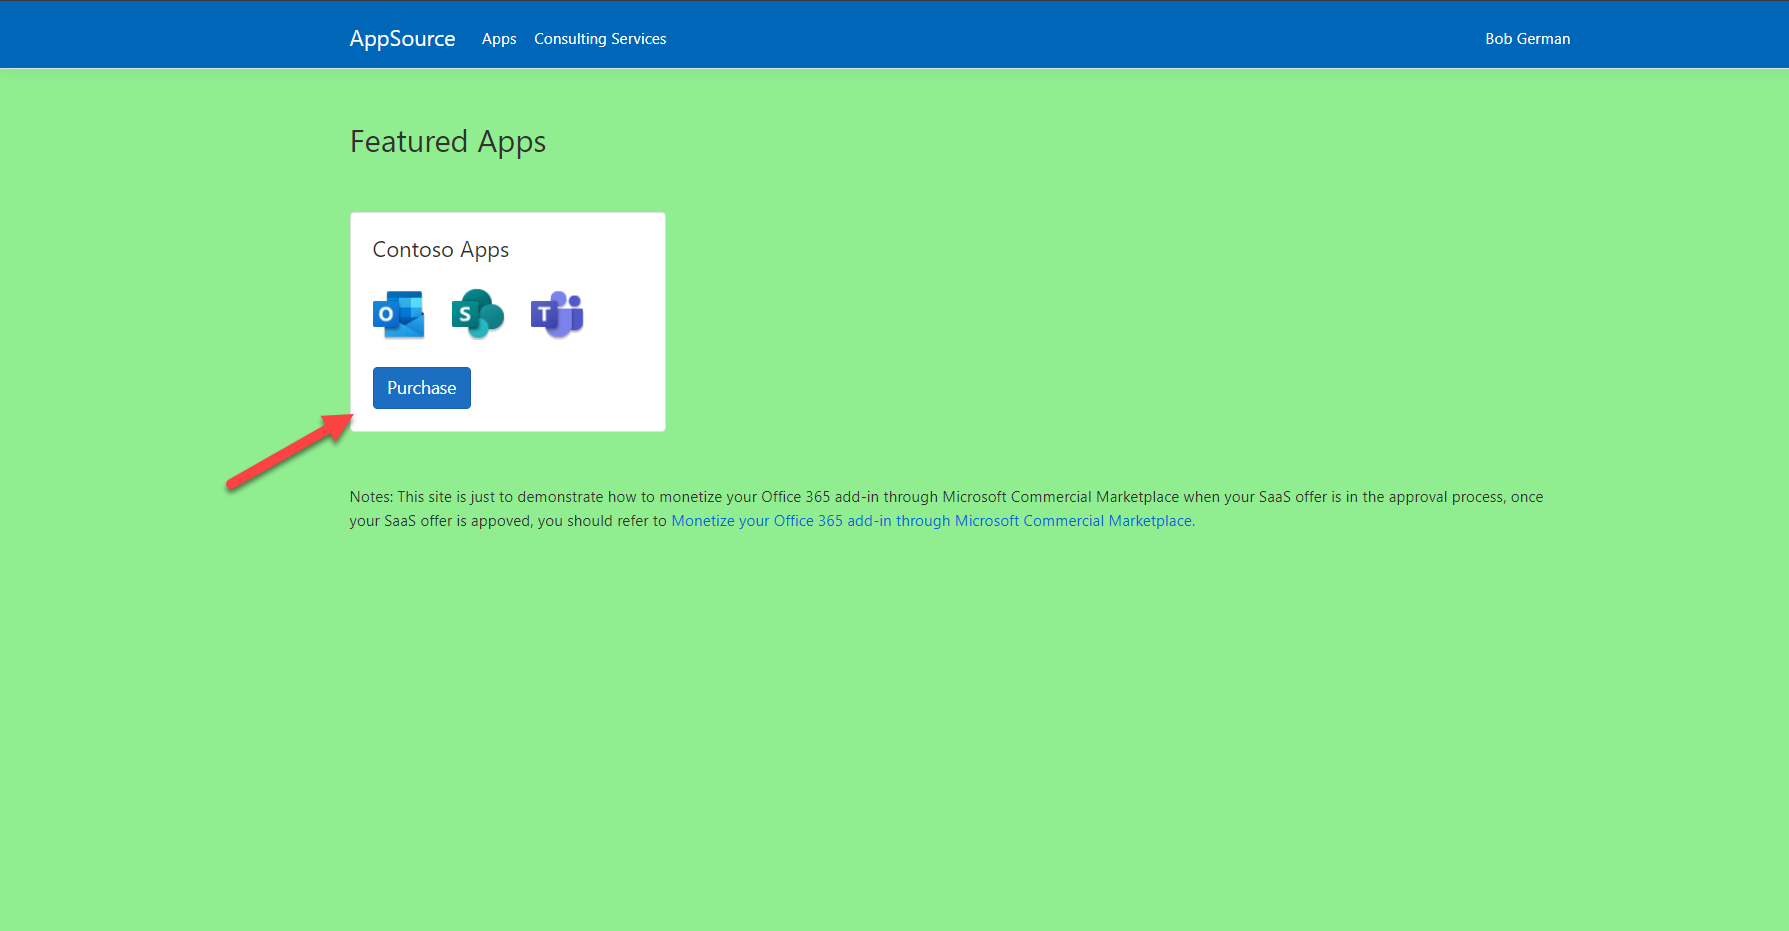 AppSource Apps Consulting Services Bob German
Featured Apps
Contoso Apps
O S T
Purchase
Notes: This site is just to demonstrate how to monetize your Office 365 add-in through Microsoft Commercial Marketplace when your SaaS offer is in the approval process, once
your SaaS offer is appoved, you should refer to Monetize your Office 365 add-in through Microsoft Commercial Marketplace.